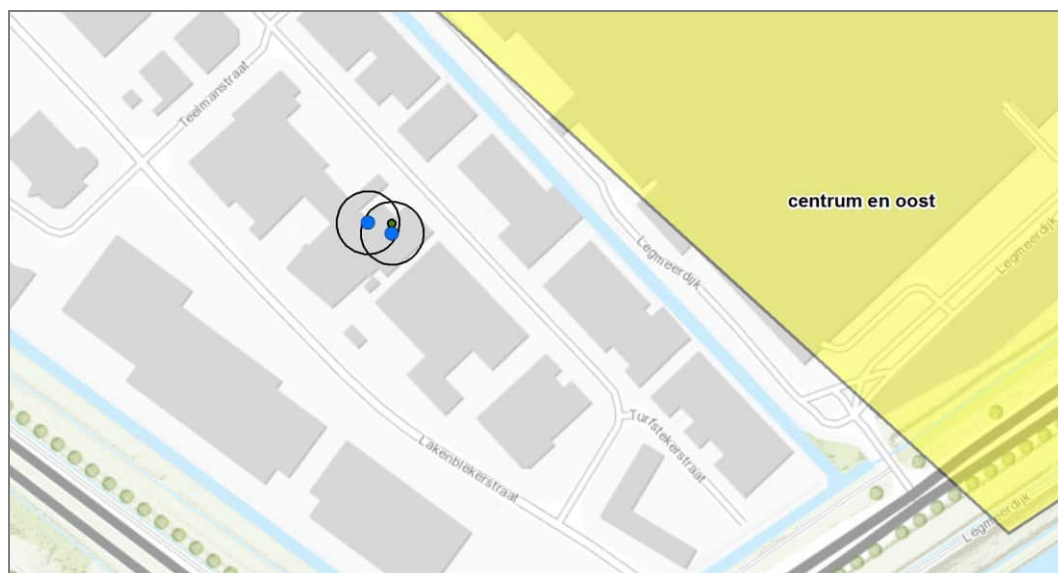 Teelmanstraat
centrum en oost
Legmeerdijk
Legmeerdijk
Lakenblekerstraat
Turfstekerstraat
Legmeerdijk